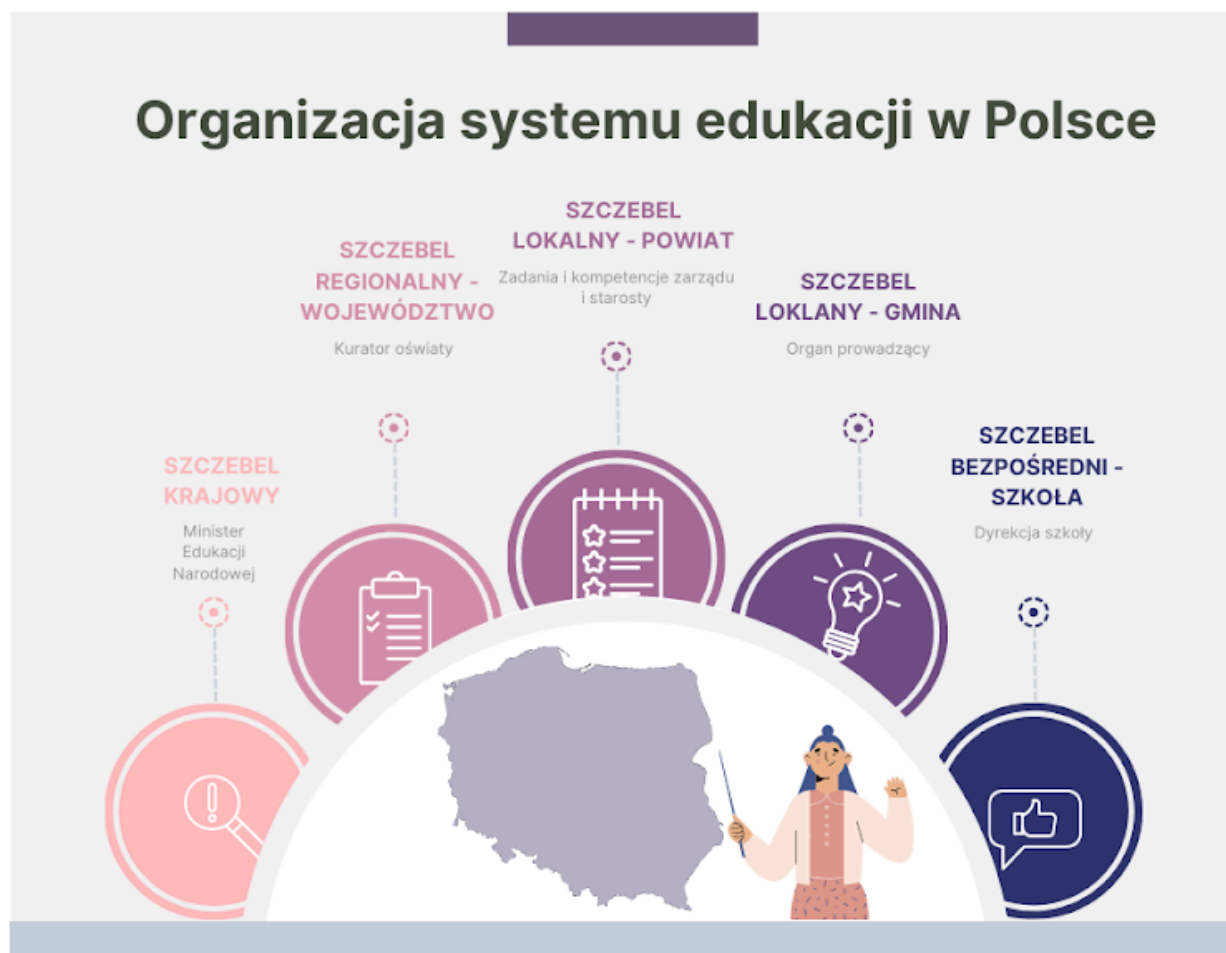 Organizacja systemu edukacji w Polsce
SZCZEBEL
KRAJOWY
Minister
Edukacji
Narodowej
SZCZEBEL
REGIONALNY -
WOJEWÓDZTWO
Kurator oświaty
SZCZEBEL
LOKALNY - POWIAT
Zadania i kompetencje zarządu
i starosty
SZCZEBEL
LOKLANY - GMINA
Organ prowadzący
SZCZEBEL
BEZPOŚREDNI -
SZKOŁA
Dyrekcja szkoły